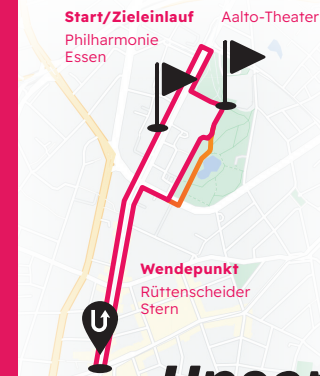 Start/Zieleinlauf
Philharmonie
Essen
Aalto-Theater
Wendepunkt
Rüttenscheider
Stern